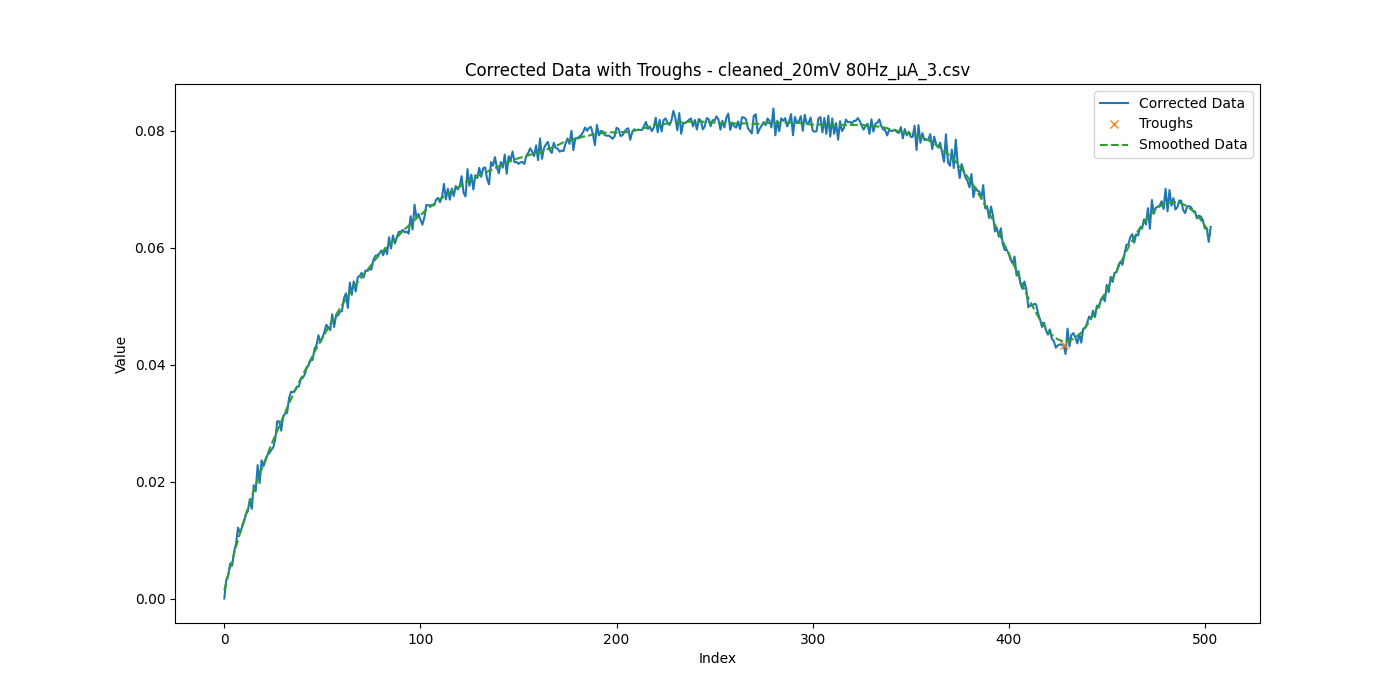 Corrected Data with Troughs - cleaned_20mV 80Hz_µA_3.csv
Corrected Data
Troughs
Smoothed Data
Value
0.08
0.06
0.04
0.02
0.00
0 100 200 300 400 500
Index